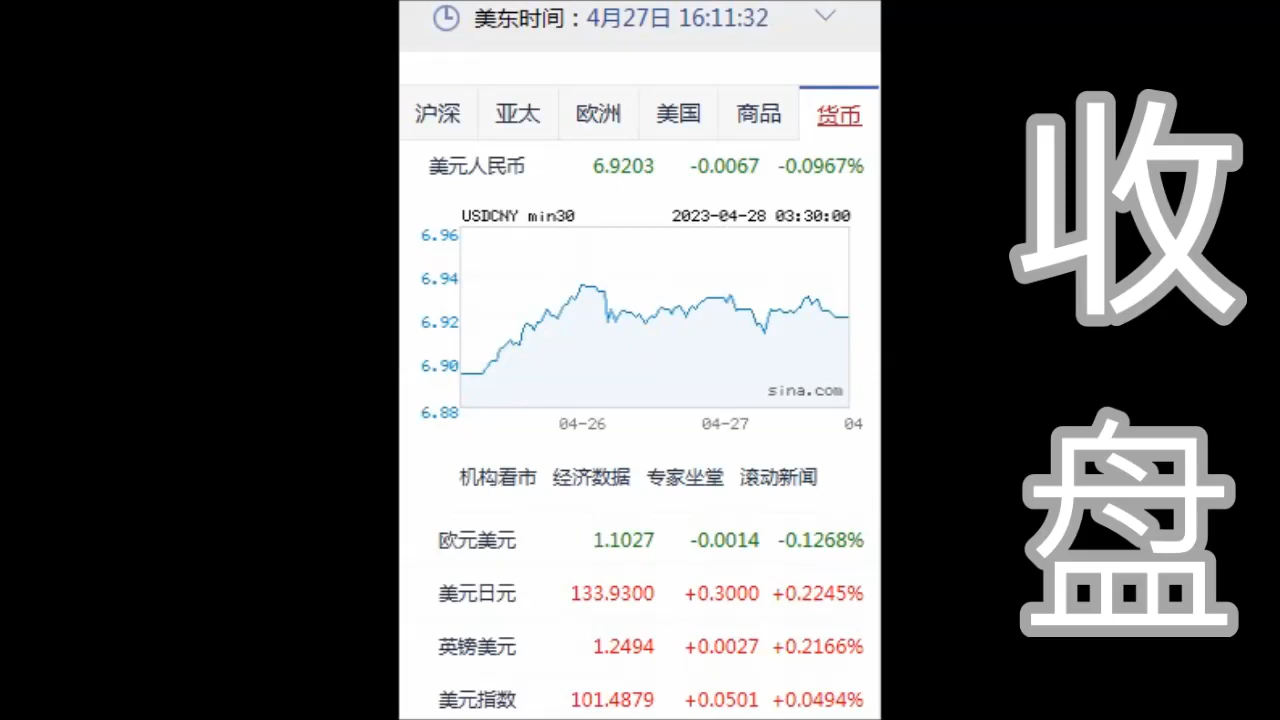 美东时间：4月27日 16:11:32
沪深 亚太 欧洲 美国 商品 货币
美元人民币 6.9203 -0.0067 -0.0967%
USDCNY min30 2023-04-28 03:30:00
6.96
6.94
6.92
6.90
6.88
sina.com
04-26 04-27 04
机构看市 经济数据 专家坐堂 滚动新闻
欧元美元 1.1027 -0.0014 -0.1268%
美元日元 133.9300 +0.3000 +0.2245%
英镑美元 1.2494 +0.0027 +0.2166%
美元指数 101.4879 +0.0501 +0.0494%
收
盘